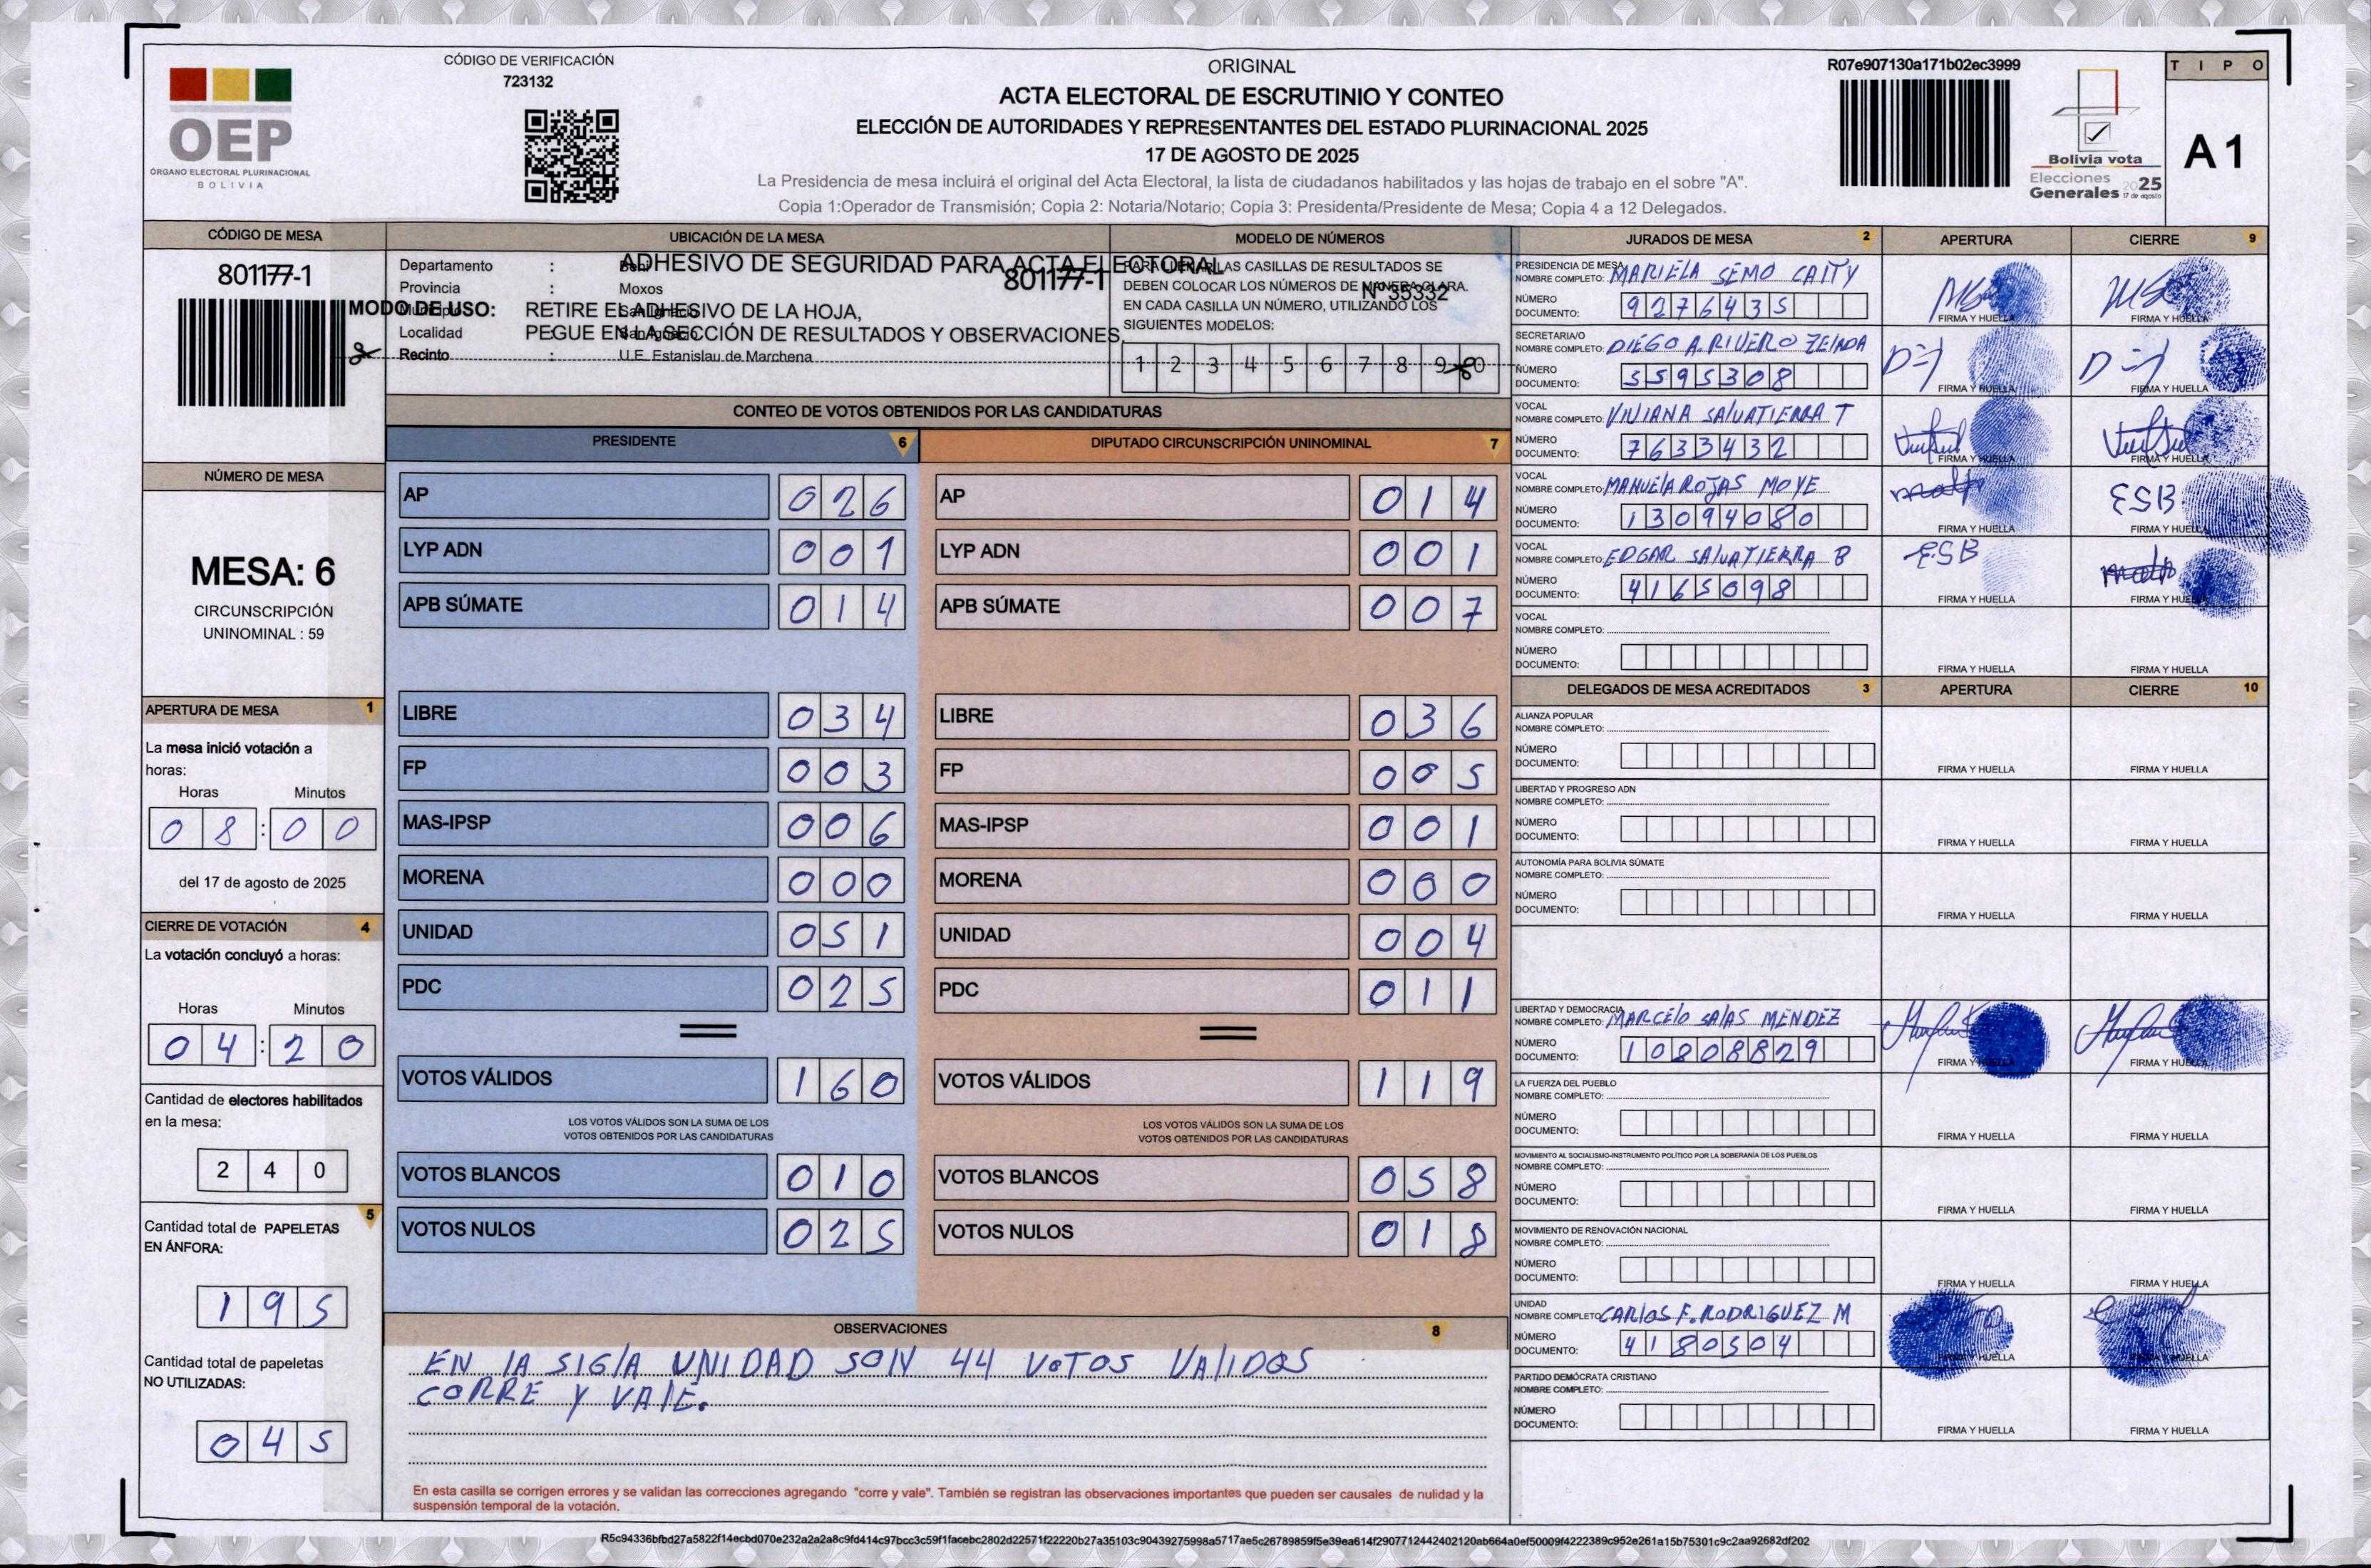 CÓDIGO DE VERIFICACIÓN
723132
OEP
ÓRGANO ELECTORAL PLURINACIONAL
BOLIVIA
ORIGINAL
ACTA ELECTORAL DE ESCRUTINIO Y CONTEO
ELECCIÓN DE AUTORIDADES Y REPRESENTANTES DEL ESTADO PLURINACIONAL 2025
17 DE AGOSTO DE 2025
La Presidencia de mesa incluirá el original del Acta Electoral, la lista de ciudadanos habilitados y las hojas de trabajo en el sobre "A".
Copia 1:Operador de Transmisión; Copia 2: Notaria/Notario; Copia 3: Presidenta/Presidente de Mesa; Copia 4 a 12 Delegados.
R07e907130a171b02ec3999
Bolivia vota
Elecciones
Generales 2025
17 de agosto
TIPO
A 1
CÓDIGO DE MESA
801177-1
NÚMERO DE MESA
MESA: 6
CIRCUNSCRIPCIÓN
UNINOMINAL : 59
APERTURA DE MESA 1
La mesa inició votación a
horas:
Horas Minutos
08:00
del 17 de agosto de 2025
CIERRE DE VOTACIÓN 4
La votación concluyó a horas:
Horas Minutos
04:20
Cantidad de electores habilitados
en la mesa:
240
5
Cantidad total de PAPELETAS
EN ÁNFORA:
195
Cantidad total de papeletas
NO UTILIZADAS:
045
UBICACIÓN DE LA MESA
Departamento : Beni
Provincia : Moxos
Municipio : San Ignacio
Localidad : San Ignacio
Recinto : U.E. Estanislau de Marchena
ADHESIVO DE SEGURIDAD PARA ACTA ELECTORAL
801177-1
N° 35332
MODO DE USO: RETIRE EL ADHESIVO DE LA HOJA,
PEGUE EN LA SECCIÓN DE RESULTADOS Y OBSERVACIONES.
MODELO DE NÚMEROS
PARA LLENAR LAS CASILLAS DE RESULTADOS SE
DEBEN COLOCAR LOS NÚMEROS DE MANERA CLARA.
EN CADA CASILLA UN NÚMERO, UTILIZANDO LOS
SIGUIENTES MODELOS:
1 2 3 4 5 6 7 8 9 0
CONTEO DE VOTOS OBTENIDOS POR LAS CANDIDATURAS
PRESIDENTE 6
AP 026
LYP ADN 001
APB SÚMATE 014
LIBRE 034
FP 003
MAS-IPSP 006
MORENA 000
UNIDAD 051
PDC 025
VOTOS VÁLIDOS 160
LOS VOTOS VÁLIDOS SON LA SUMA DE LOS
VOTOS OBTENIDOS POR LAS CANDIDATURAS
VOTOS BLANCOS 010
VOTOS NULOS 025
DIPUTADO CIRCUNSCRIPCIÓN UNINOMINAL 7
AP 014
LYP ADN 001
APB SÚMATE 007
LIBRE 036
FP 005
MAS-IPSP 001
MORENA 000
UNIDAD 004
PDC 011
VOTOS VÁLIDOS 119
LOS VOTOS VÁLIDOS SON LA SUMA DE LOS
VOTOS OBTENIDOS POR LAS CANDIDATURAS
VOTOS BLANCOS 058
VOTOS NULOS 018
OBSERVACIONES 8
EN lA SIGlA UNIDAD SON 44 VOTOS VAlIDOS
CORRE Y VAlE.
En esta casilla se corrigen errores y se validan las correcciones agregando "corre y vale". También se registran las observaciones importantes que pueden ser causales de nulidad y la
suspensión temporal de la votación.
JURADOS DE MESA 2 APERTURA CIERRE 9
PRESIDENCIA DE MESA
NOMBRE COMPLETO: MARIELA SEMO CAITY
NÚMERO
DOCUMENTO: 9276435
FIRMA Y HUELLA FIRMA Y HUELLA
SECRETARIA/O
NOMBRE COMPLETO: DIEGO A. RIVERO ZEINDA
NÚMERO
DOCUMENTO: 5595308
FIRMA Y HUELLA FIRMA Y HUELLA
VOCAL
NOMBRE COMPLETO: VIVIANA SAlVATIERRA T
NÚMERO
DOCUMENTO: 7633432
FIRMA Y HUELLA FIRMA Y HUELLA
VOCAL
NOMBRE COMPLETO: MANUElA ROJAS MOYE
NÚMERO
DOCUMENTO: 13094080
ESB
FIRMA Y HUELLA FIRMA Y HUELLA
VOCAL
NOMBRE COMPLETO: EDGAR SAlVATIERRA B
NÚMERO
DOCUMENTO: 4165098
ESB
FIRMA Y HUELLA FIRMA Y HUELLA
VOCAL
NOMBRE COMPLETO:
NÚMERO
DOCUMENTO:
FIRMA Y HUELLA FIRMA Y HUELLA
DELEGADOS DE MESA ACREDITADOS 3 APERTURA CIERRE 10
ALIANZA POPULAR
NOMBRE COMPLETO:
NÚMERO
DOCUMENTO:
FIRMA Y HUELLA FIRMA Y HUELLA
LIBERTAD Y PROGRESO ADN
NOMBRE COMPLETO:
NÚMERO
DOCUMENTO:
FIRMA Y HUELLA FIRMA Y HUELLA
AUTONOMÍA PARA BOLIVIA SÚMATE
NOMBRE COMPLETO:
NÚMERO
DOCUMENTO:
FIRMA Y HUELLA FIRMA Y HUELLA
LIBERTAD Y DEMOCRACIA
NOMBRE COMPLETO: MARCElO SAlAS MENDEZ
NÚMERO
DOCUMENTO: 10808829
FIRMA Y HUELLA FIRMA Y HUELLA
LA FUERZA DEL PUEBLO
NOMBRE COMPLETO:
NÚMERO
DOCUMENTO:
FIRMA Y HUELLA FIRMA Y HUELLA
MOVIMIENTO AL SOCIALISMO-INSTRUMENTO POLÍTICO POR LA SOBERANÍA DE LOS PUEBLOS
NOMBRE COMPLETO:
NÚMERO
DOCUMENTO:
FIRMA Y HUELLA FIRMA Y HUELLA
MOVIMIENTO DE RENOVACIÓN NACIONAL
NOMBRE COMPLETO:
NÚMERO
DOCUMENTO:
FIRMA Y HUELLA FIRMA Y HUELLA
UNIDAD
NOMBRE COMPLETO: CARlOS F. RODRIGUEZ M
NÚMERO
DOCUMENTO: 4180504
FIRMA Y HUELLA FIRMA Y HUELLA
PARTIDO DEMÓCRATA CRISTIANO
NOMBRE COMPLETO:
NÚMERO
DOCUMENTO:
FIRMA Y HUELLA FIRMA Y HUELLA